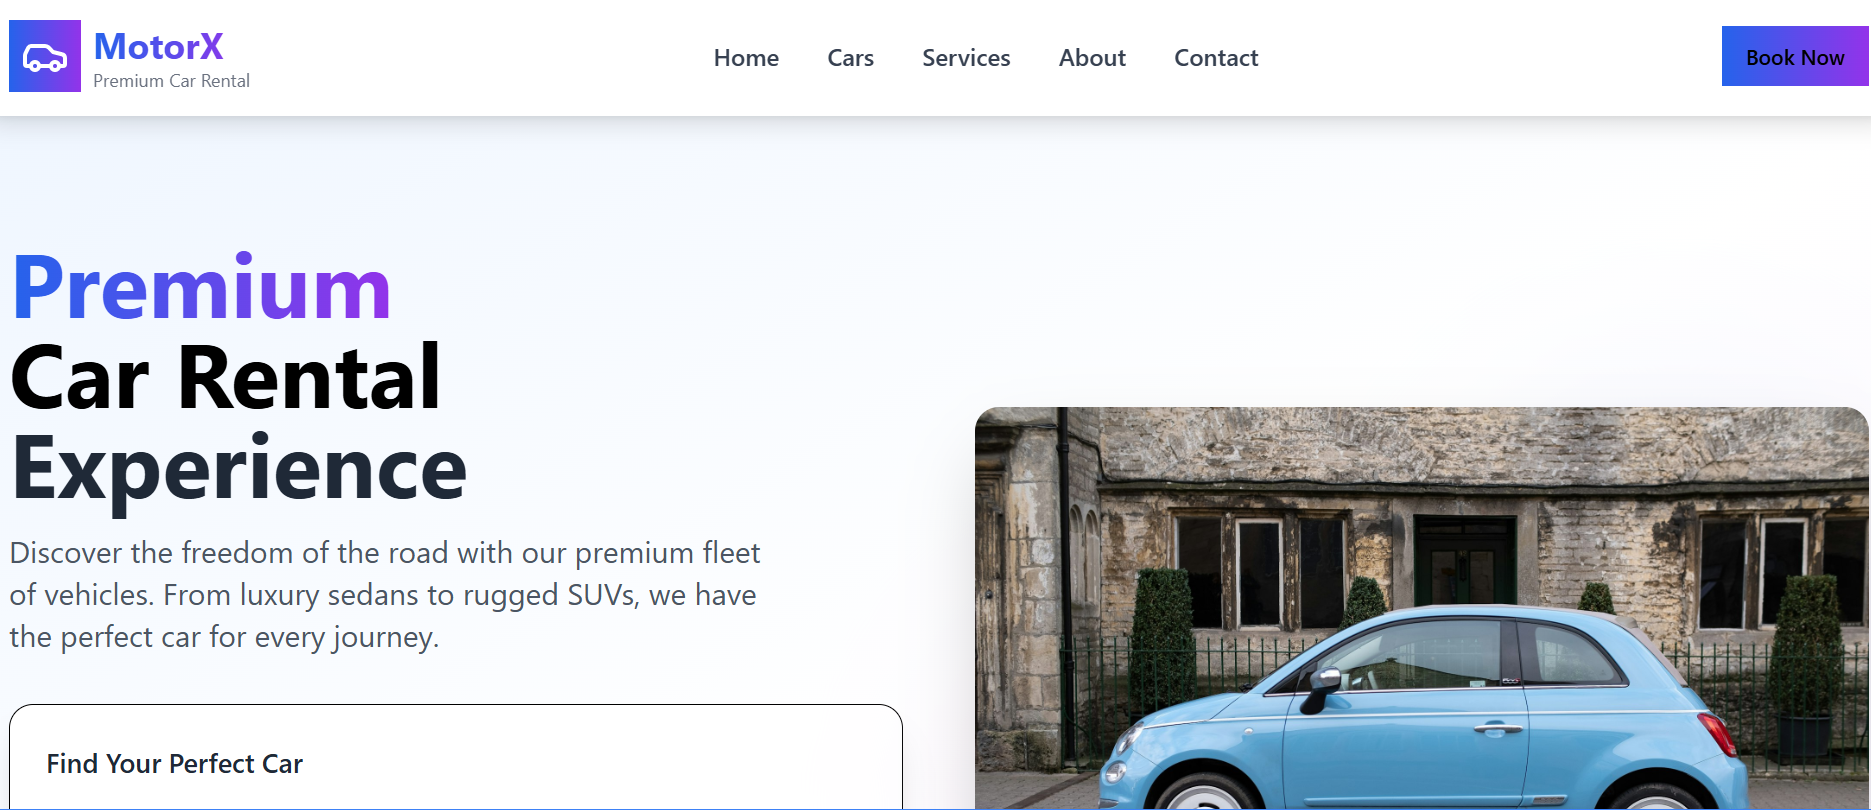 MotorX
Premium Car Rental
Home
Cars
Services
About
Contact
Book Now
Premium
Car Rental
Experience
Discover the freedom of the road with our premium fleet
of vehicles. From luxury sedans to rugged SUVs, we have
the perfect car for every journey.
Find Your Perfect Car